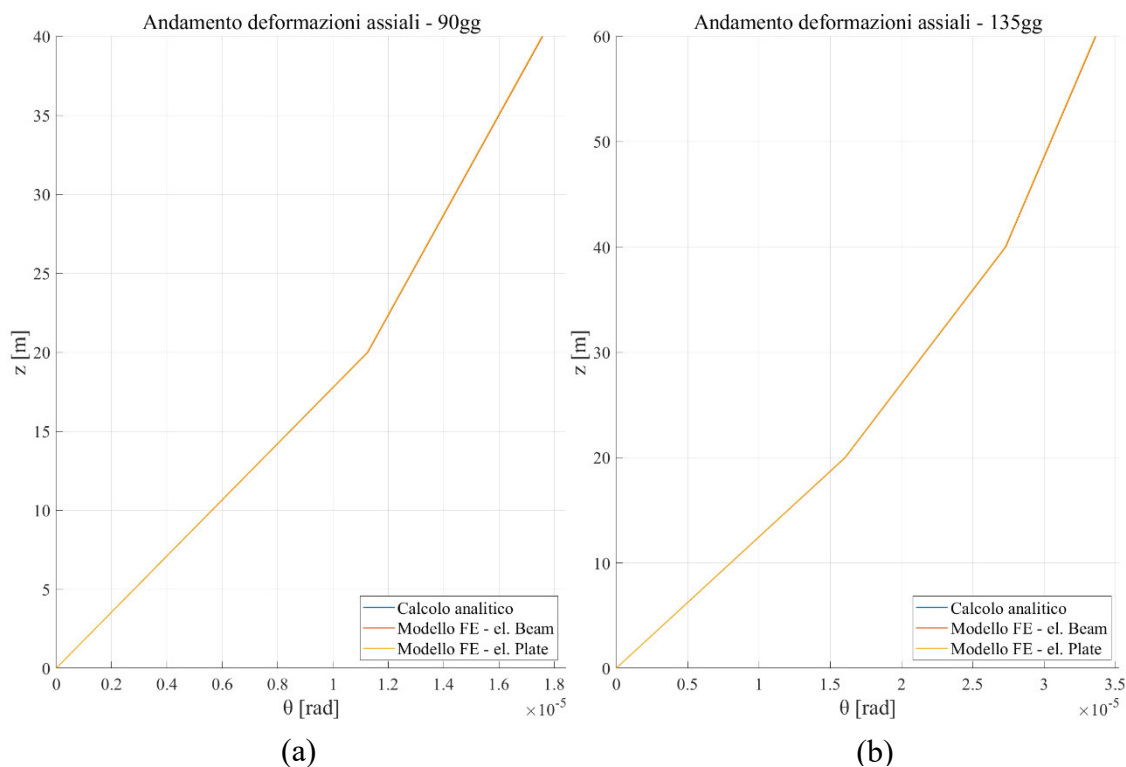 Andamento deformazioni assiali - 90gg
40
35
30
25
20
15
10
5
0
z [m]
0 0.2 0.4 0.6 0.8 1 1.2 1.4 1.6 1.8
θ [rad]
×10⁻⁵
Calcolo analitico
Modello FE - el. Beam
Modello FE - el. Plate
(a)
Andamento deformazioni assiali - 135gg
60
50
40
30
20
10
0
z [m]
0 0.5 1 1.5 2 2.5 3 3.5
θ [rad]
×10⁻⁵
Calcolo analitico
Modello FE - el. Beam
Modello FE - el. Plate
(b)